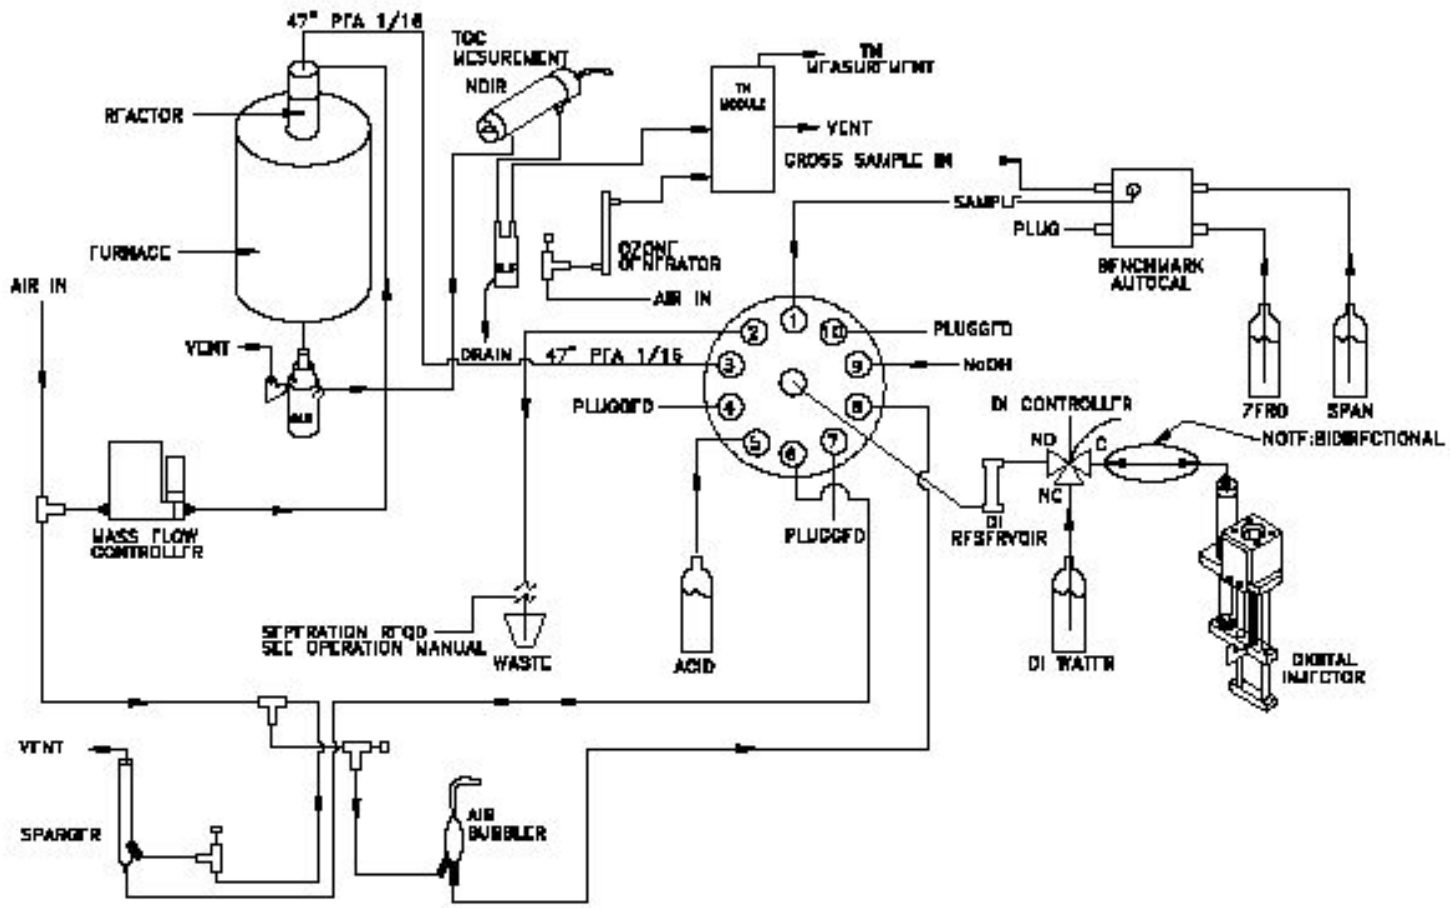 47" PFA 1/16
TOC
MESUREMENT
NDIR
TN
MEASUREMENT
TN
MODULE
VENT
REACTOR
GROSS SAMPLE IN
SAMPLE
PLUG
BENCHMARK
AUTOCAL
FURNACE
OZONE
GENERATOR
AIR IN
AIR IN
DRAIN
VENT
47" PFA 1/16
1
2
3
4
5
6
7
8
9
10
PLUGGED
NaOH
PLUGGED
ZERO
SPAN
DI CONTROLLER
NO
C
NC
NOTE:BIDIRECTIONAL
PLUGGED
DI
RESERVOIR
MASS FLOW
CONTROLLER
SEPERATION REQD
SEE OPERATION MANUAL
WASTE
ACID
DI WATER
DIGITAL
INJECTOR
VENT
SPARGER
AIR
BUBBLER